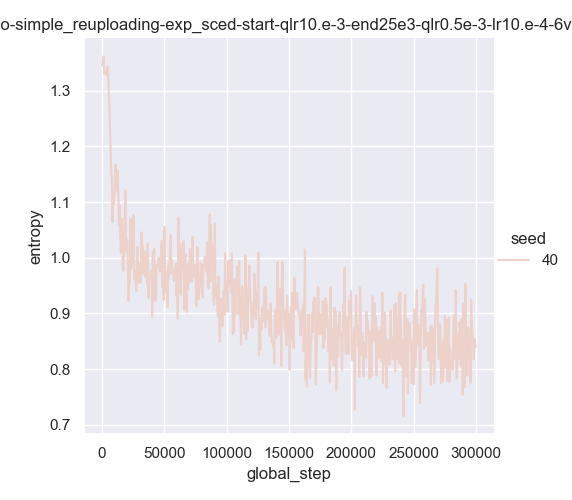 o-simple_reuploading-exp_sced-start-qlr10.e-3-end25e3-qlr0.5e-3-lr10.e-4-6v
1.3
1.2
1.1
1.0
0.9
0.8
0.7
entropy
0 50000 100000 150000 200000 250000 300000
global_step
seed
40